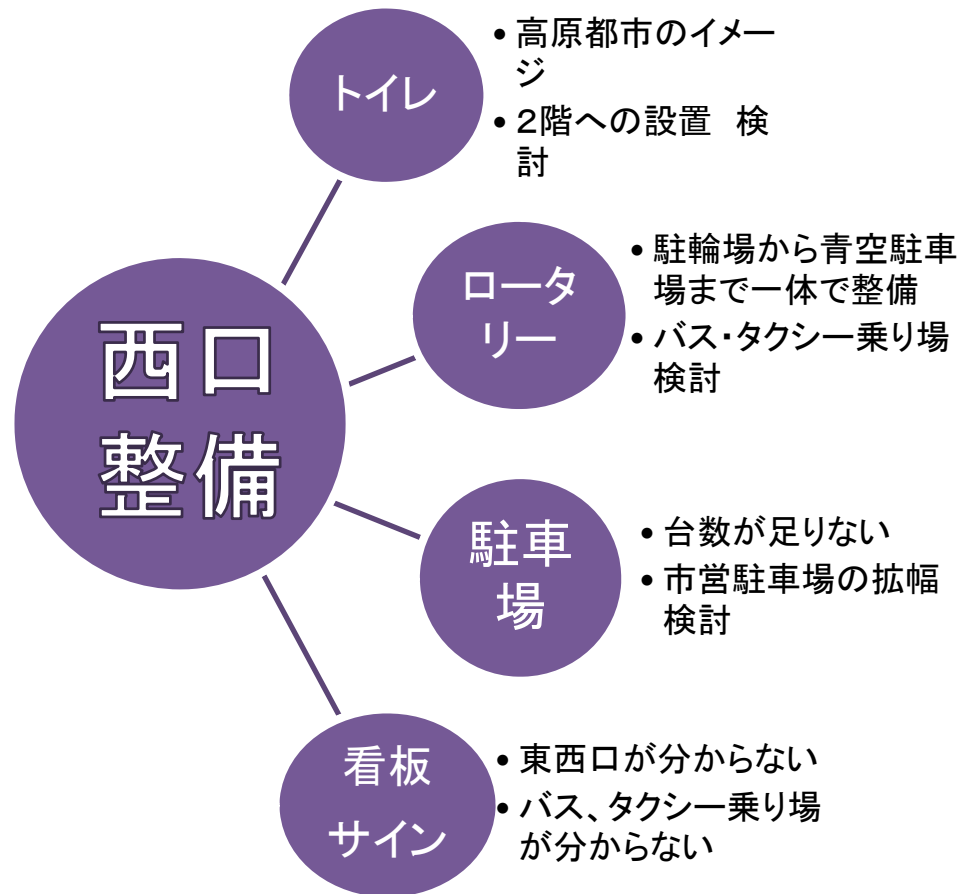 西口
整備
トイレ
• 高原都市のイメー
ジ
• ２階への設置　検
討
ロータ
リー
• 駐輪場から青空駐車
場まで一体で整備
• バス・タクシー乗り場
検討
駐車
場
• 台数が足りない
• 市営駐車場の拡幅
検討
看板
サイン
• 東西口が分からない
• バス、タクシー乗り場
が分からない